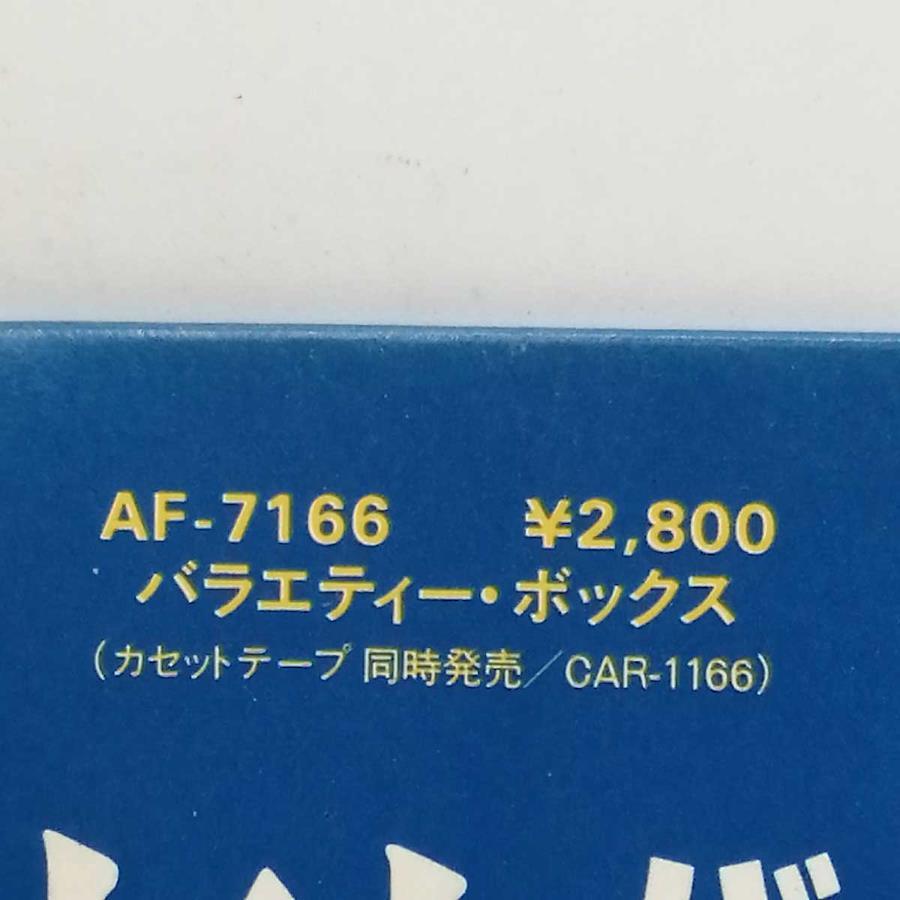 AF-7166 ¥2,800
バラエティー・ボックス
(カセットテープ 同時発売/CAR-1166)